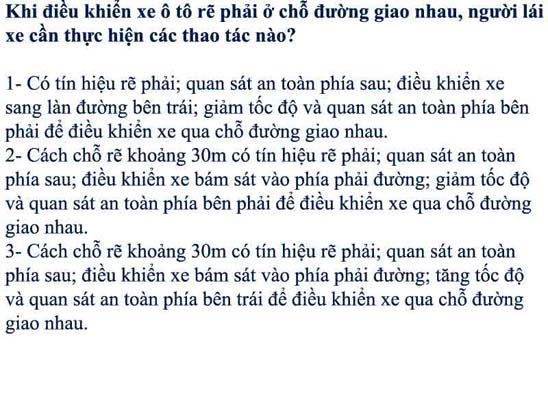 Khi điều khiển xe ô tô rẽ phải ở chỗ đường giao nhau, người lái
xe cần thực hiện các thao tác nào?
1- Có tín hiệu rẽ phải; quan sát an toàn phía sau; điều khiển xe
sang làn đường bên trái; giảm tốc độ và quan sát an toàn phía bên
phải để điều khiển xe qua chỗ đường giao nhau.
2- Cách chỗ rẽ khoảng 30m có tín hiệu rẽ phải; quan sát an toàn
phía sau; điều khiển xe bám sát vào phía phải đường; giảm tốc độ
và quan sát an toàn phía bên phải để điều khiển xe qua chỗ đường
giao nhau.
3- Cách chỗ rẽ khoảng 30m có tín hiệu rẽ phải; quan sát an toàn
phía sau; điều khiển xe bám sát vào phía phải đường; tăng tốc độ
và quan sát an toàn phía bên trái để điều khiển xe qua chỗ đường
giao nhau.